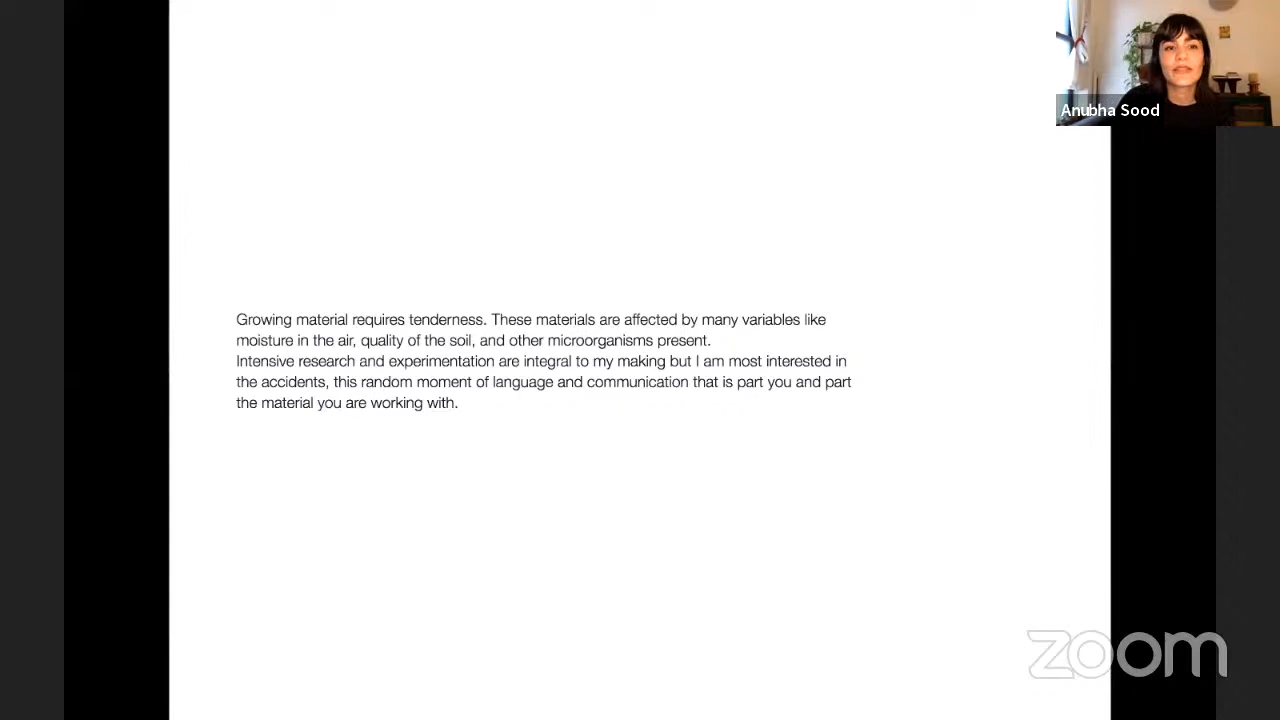 Anubha Sood
Growing material requires tenderness. These materials are affected by many variables like
moisture in the air, quality of the soil, and other microorganisms present.
Intensive research and experimentation are integral to my making but I am most interested in
the accidents, this random moment of language and communication that is part you and part
the material you are working with.
zoom